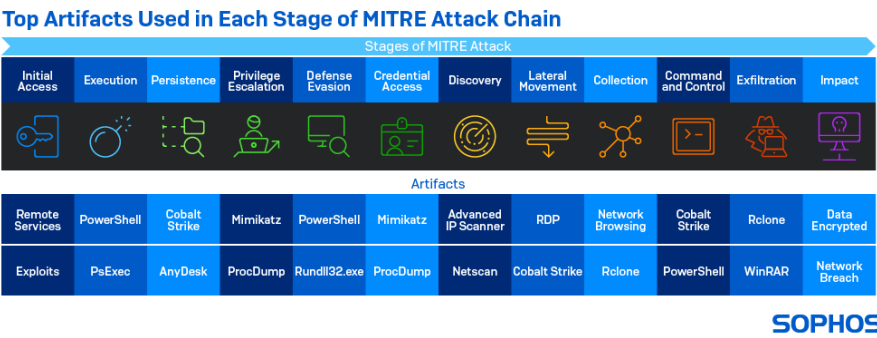 Top Artifacts Used in Each Stage of MITRE Attack Chain
Stages of MITRE Attack
Initial Access
Execution
Persistence
Privilege Escalation
Defense Evasion
Credential Access
Discovery
Lateral Movement
Collection
Command and Control
Exfiltration
Impact
Artifacts
Remote Services
PowerShell
Cobalt Strike
Mimikatz
PowerShell
Mimikatz
Advanced IP Scanner
RDP
Network Browsing
Cobalt Strike
Rclone
Data Encrypted
Exploits
PsExec
AnyDesk
ProcDump
Rundll32.exe
ProcDump
Netscan
Cobalt Strike
Rclone
PowerShell
WinRAR
Network Breach
SOPHOS